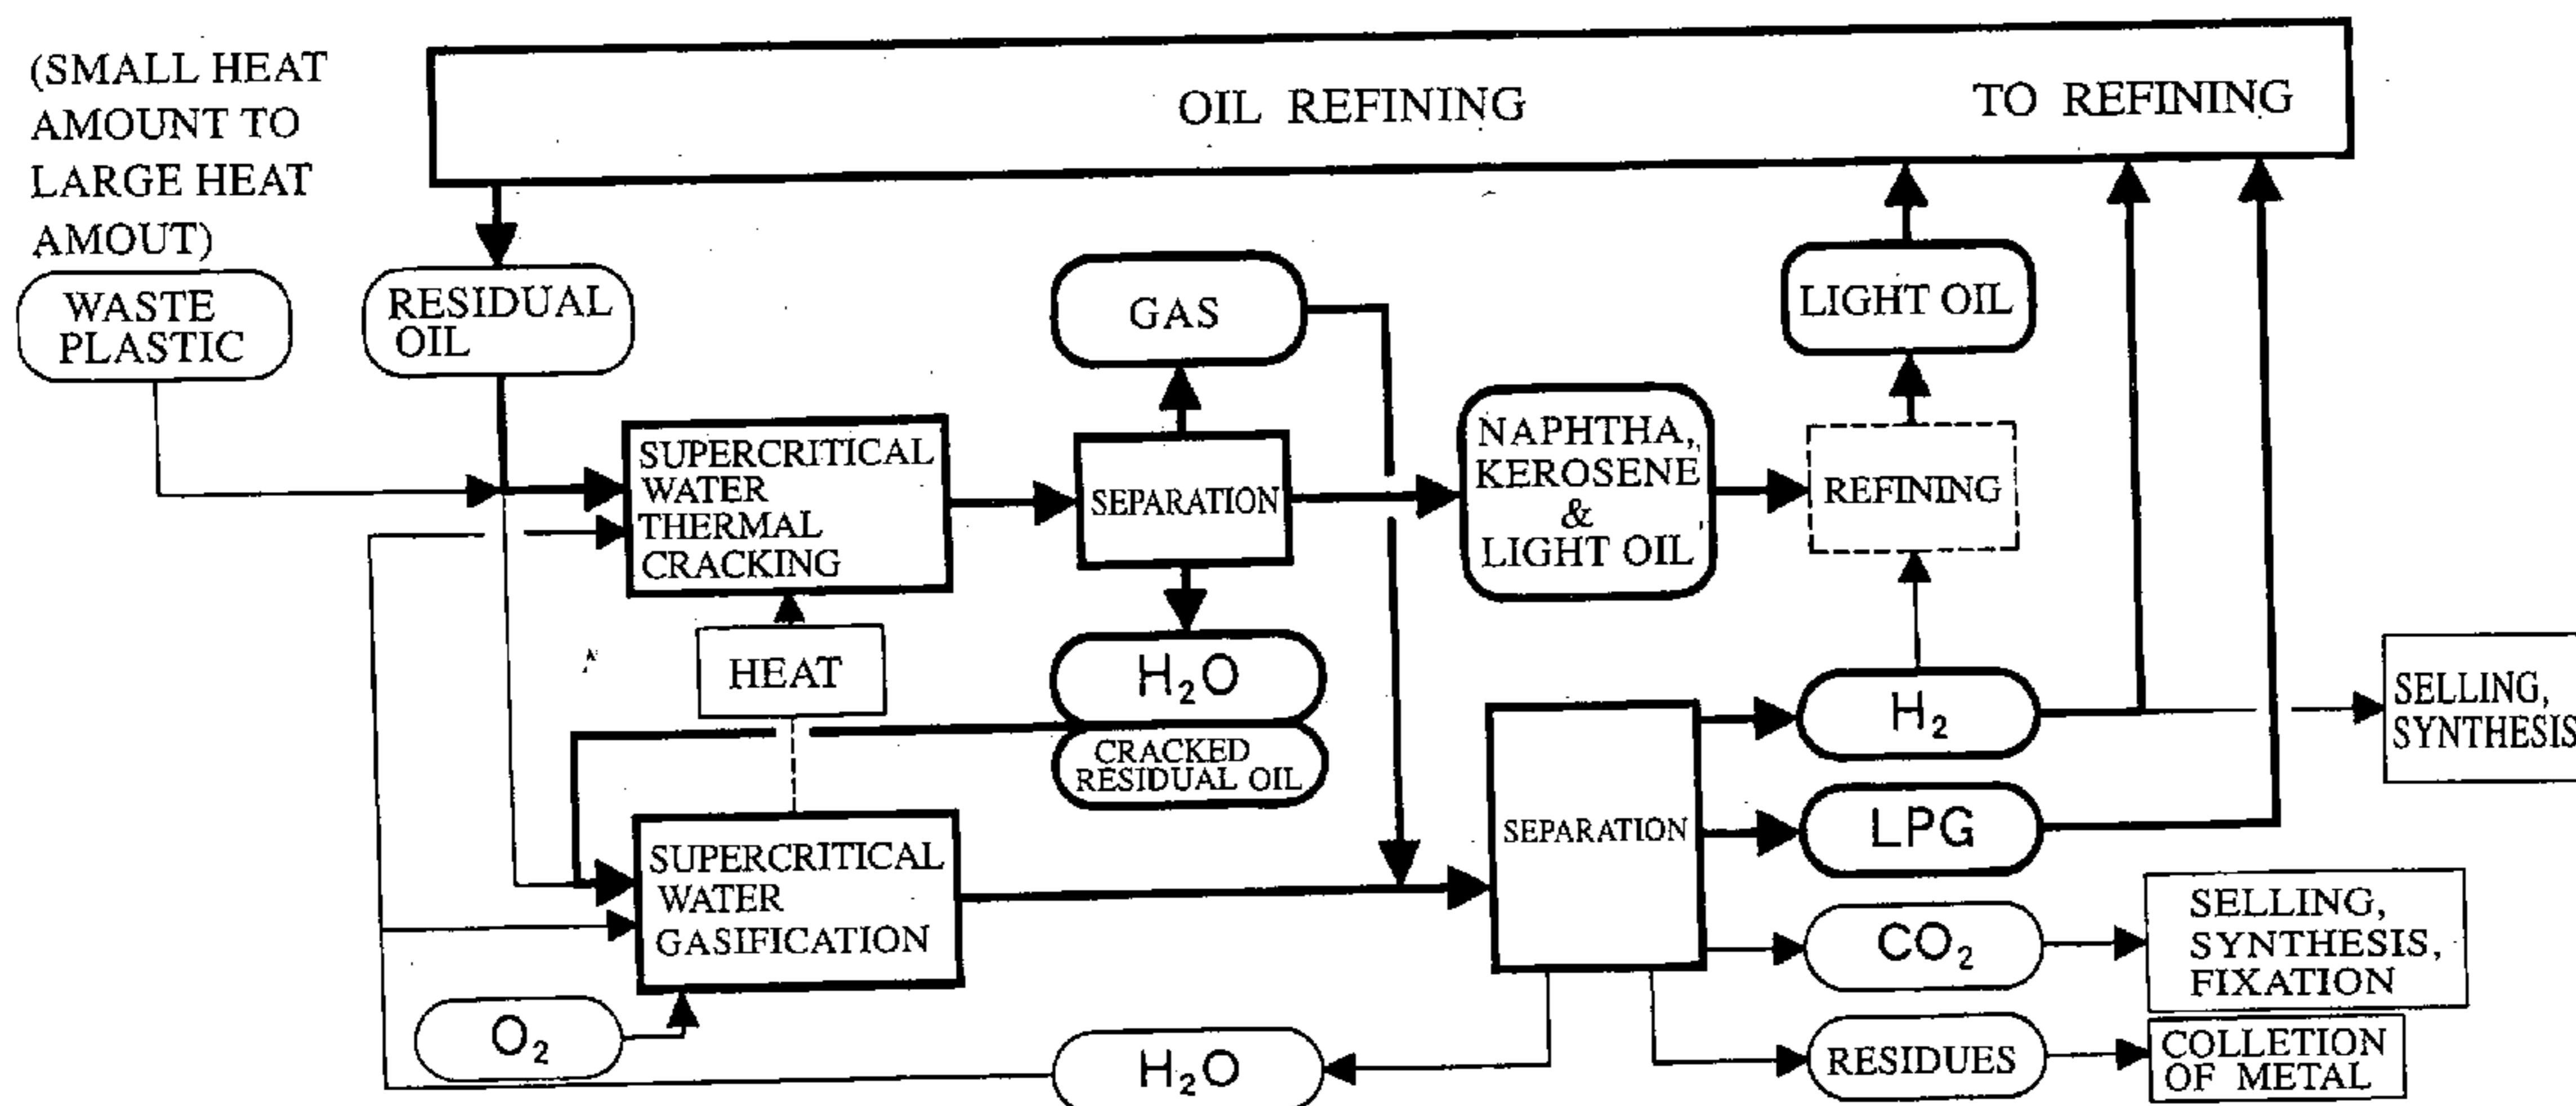 (SMALL HEAT
AMOUNT TO
LARGE HEAT
AMOUT)
OIL REFINING
TO REFINING
WASTE
PLASTIC
RESIDUAL
OIL
GAS
LIGHT OIL
SUPERCRITICAL
WATER
THERMAL
CRACKING
SEPARATION
NAPHTHA,
KEROSENE
&
LIGHT OIL
REFINING
HEAT
H₂O
CRACKED
RESIDUAL OIL
H₂
SELLING,
SYNTHESIS
SEPARATION
LPG
SUPERCRITICAL
WATER
GASIFICATION
CO₂
SELLING,
SYNTHESIS,
FIXATION
O₂
H₂O
RESIDUES
COLLETION
OF METAL